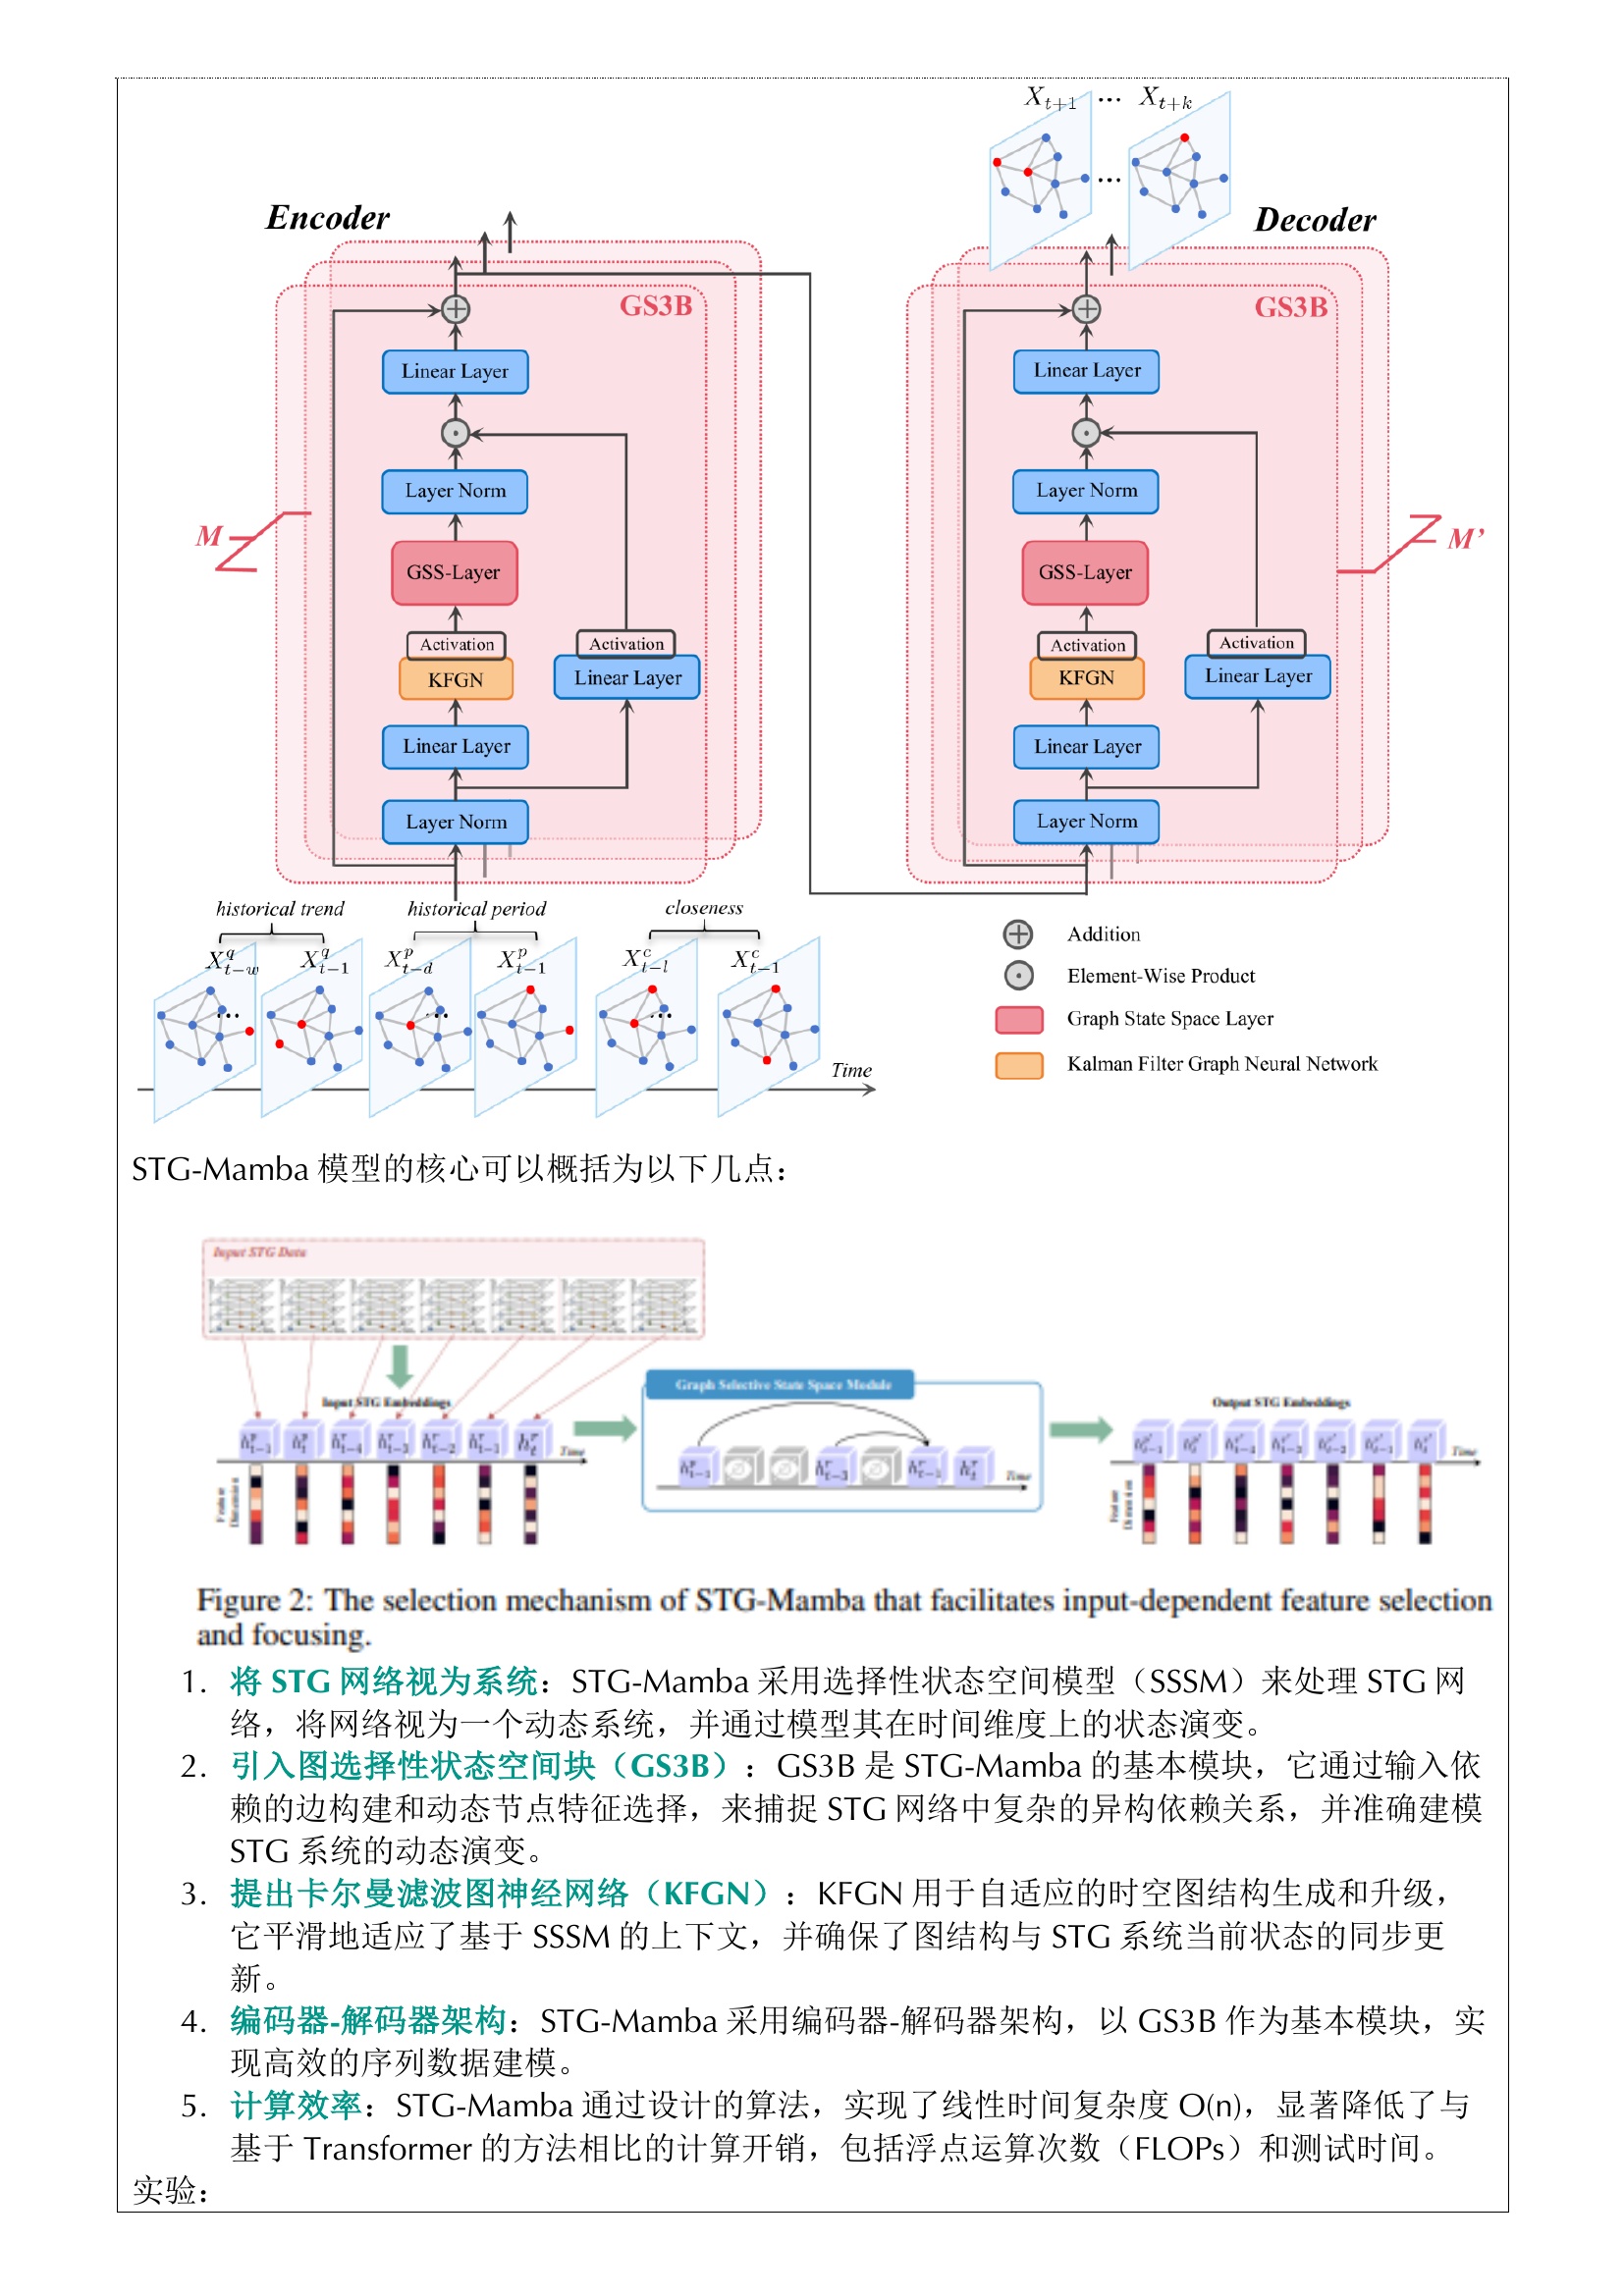 X_{t+1} ... X_{t+k}
...
Encoder
Decoder
GS3B
GS3B
Linear Layer
Linear Layer
Layer Norm
Layer Norm
M
M’
GSS-Layer
GSS-Layer
Activation
Activation
Activation
Activation
KFGN
Linear Layer
KFGN
Linear Layer
Linear Layer
Linear Layer
Layer Norm
Layer Norm
historical trend
historical period
closeness
X^q_{t-w} X^q_{t-1} X^p_{t-d} X^p_{t-1} X^c_{t-l} X^c_{t-1}
... ... ...
Time
Addition
Element-Wise Product
Graph State Space Layer
Kalman Filter Graph Neural Network
STG-Mamba 模型的核心可以概括为以下几点：
Input STG Data
Graph Selective State Space Module
Input STG Embeddings
Output STG Embeddings
Time
Time
Time
Feature Dimension
Feature Dimension
Figure 2: The selection mechanism of STG-Mamba that facilitates input-dependent feature selection
and focusing.
1. 将 STG 网络视为系统：STG-Mamba 采用选择性状态空间模型（SSSM）来处理 STG 网
络，将网络视为一个动态系统，并通过模型其在时间维度上的状态演变。
2. 引入图选择性状态空间块（GS3B）：GS3B 是 STG-Mamba 的基本模块，它通过输入依
赖的边构建和动态节点特征选择，来捕捉 STG 网络中复杂的异构依赖关系，并准确建模
STG 系统的动态演变。
3. 提出卡尔曼滤波图神经网络（KFGN）：KFGN 用于自适应的时空图结构生成和升级，
它平滑地适应了基于 SSSM 的上下文，并确保了图结构与 STG 系统当前状态的同步更
新。
4. 编码器-解码器架构：STG-Mamba 采用编码器-解码器架构，以 GS3B 作为基本模块，实
现高效的序列数据建模。
5. 计算效率：STG-Mamba 通过设计的算法，实现了线性时间复杂度 O(n)，显著降低了与
基于 Transformer 的方法相比的计算开销，包括浮点运算次数（FLOPs）和测试时间。
实验：